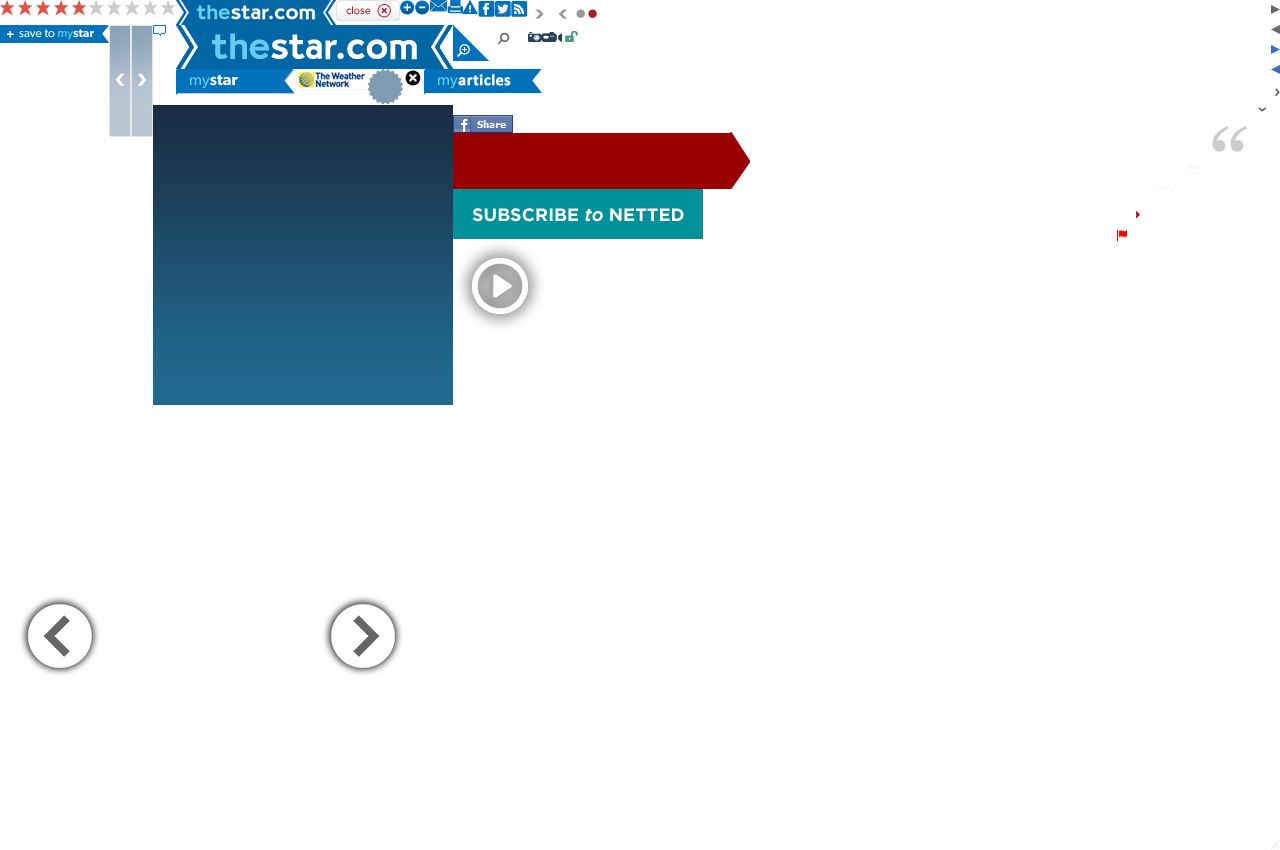 thestar.com
close
+ save to mystar
thestar.com
mystar
The Weather
Network
myarticles
f Share
SUBSCRIBE to NETTED